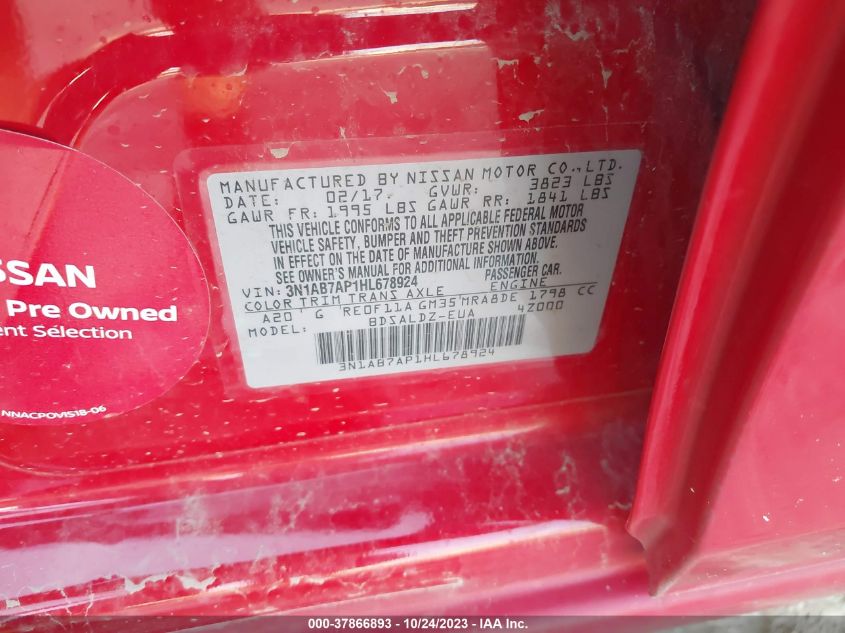 MANUFACTURED BY NISSAN MOTOR CO.,LTD.
DATE: 02/17 GVWR: 3823 LBS
GAWR FR: 1995 LBS GAWR RR: 1841 LBS
THIS VEHICLE CONFORMS TO ALL APPLICABLE FEDERAL MOTOR
VEHICLE SAFETY, BUMPER AND THEFT PREVENTION STANDARDS
IN EFFECT ON THE DATE OF MANUFACTURE SHOWN ABOVE.
SEE OWNER'S MANUAL FOR ADDITIONAL INFORMATION.
VIN: 3N1AB7AP1HL678924 PASSENGER CAR.
COLOR TRIM TRANS AXLE ENGINE
A20 G RE0F11A GM35 MRA8DE 1798 CC
MODEL: BDSALDZ-EUA 4Z000
3N1AB7AP1HL678924
SSAN
Pre Owned
ent Sélection
NNACPOV1518-06
000-37866893 - 10/24/2023 - IAAI Inc.